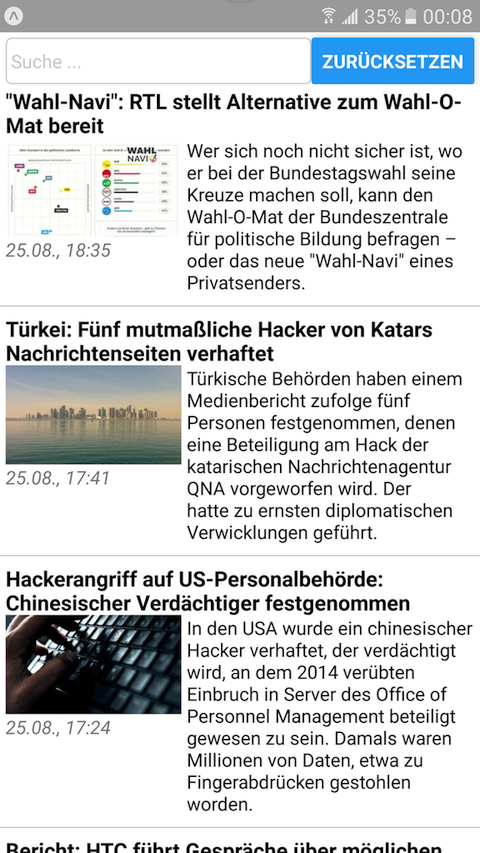 35% 00:08
Suche ...
ZURÜCKSETZEN
"Wahl-Navi": RTL stellt Alternative zum Wahl-O-
Mat bereit
WAHL
NAVI
Wer sich noch nicht sicher ist, wo
er bei der Bundestagswahl seine
Kreuze machen soll, kann den
Wahl-O-Mat der Bundeszentrale
für politische Bildung befragen –
oder das neue "Wahl-Navi" eines
Privatsenders.
25.08., 18:35
Türkei: Fünf mutmaßliche Hacker von Katars
Nachrichtenseiten verhaftet
Türkische Behörden haben einem
Medienbericht zufolge fünf
Personen festgenommen, denen
eine Beteiligung am Hack der
katarischen Nachrichtenagentur
QNA vorgeworfen wird. Der
hatte zu ernsten diplomatischen
Verwicklungen geführt.
25.08., 17:41
Hackerangriff auf US-Personalbehörde:
Chinesischer Verdächtiger festgenommen
In den USA wurde ein chinesischer
Hacker verhaftet, der verdächtigt
wird, an dem 2014 verübten
Einbruch in Server des Office of
Personnel Management beteiligt
gewesen zu sein. Damals waren
Millionen von Daten, etwa zu
Fingerabdrücken gestohlen
worden.
25.08., 17:24
Bericht: HTC führt Gespräche über möglichen